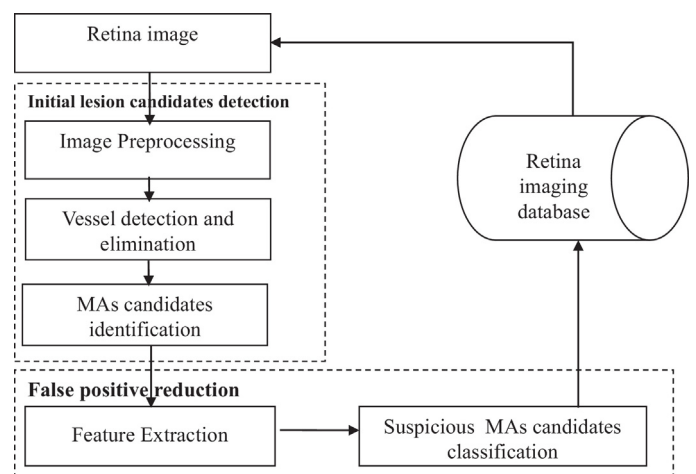 Retina image
Initial lesion candidates detection
Image Preprocessing
Vessel detection and
elimination
MAs candidates
identification
Retina
imaging
database
False positive reduction
Feature Extraction
Suspicious MAs candidates
classification